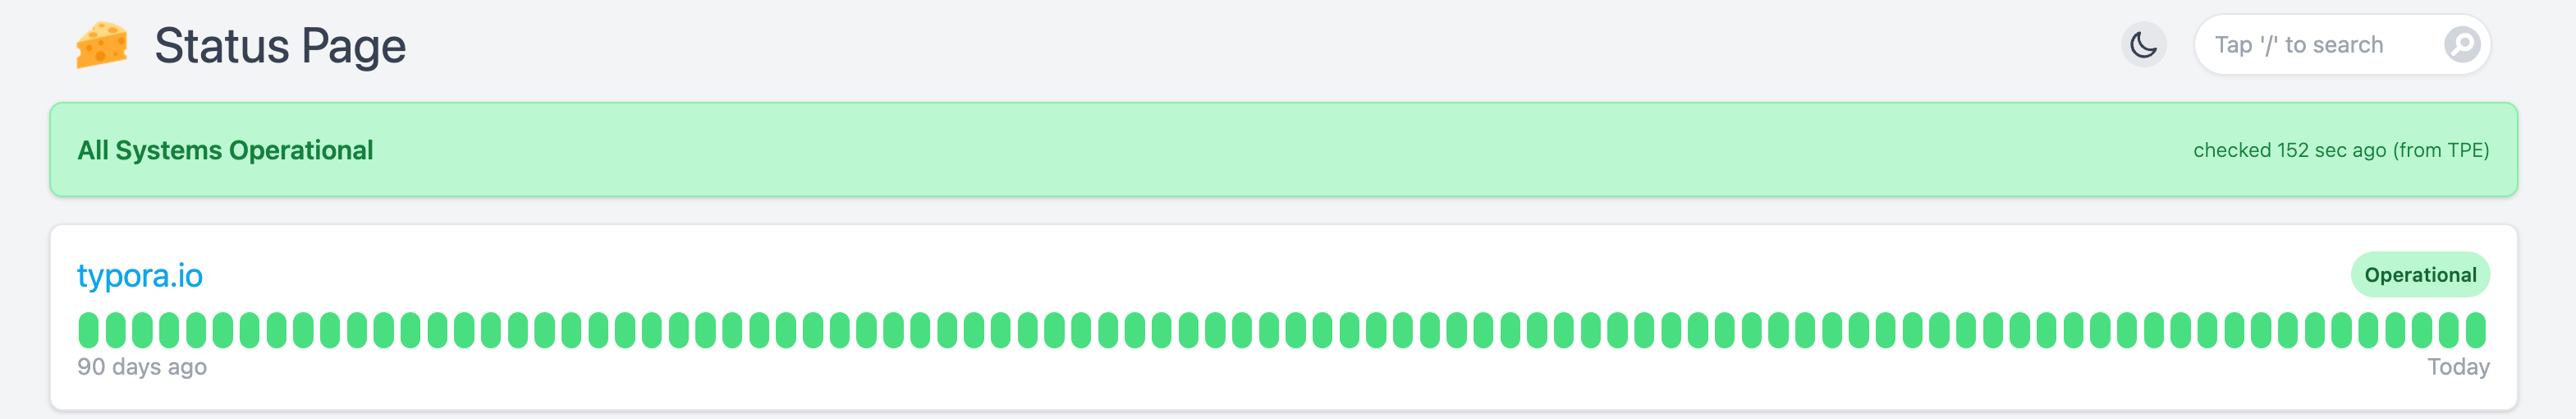 Status Page
Tap '/' to search
All Systems Operational
checked 152 sec ago (from TPE)
typora.io
Operational
90 days ago
Today